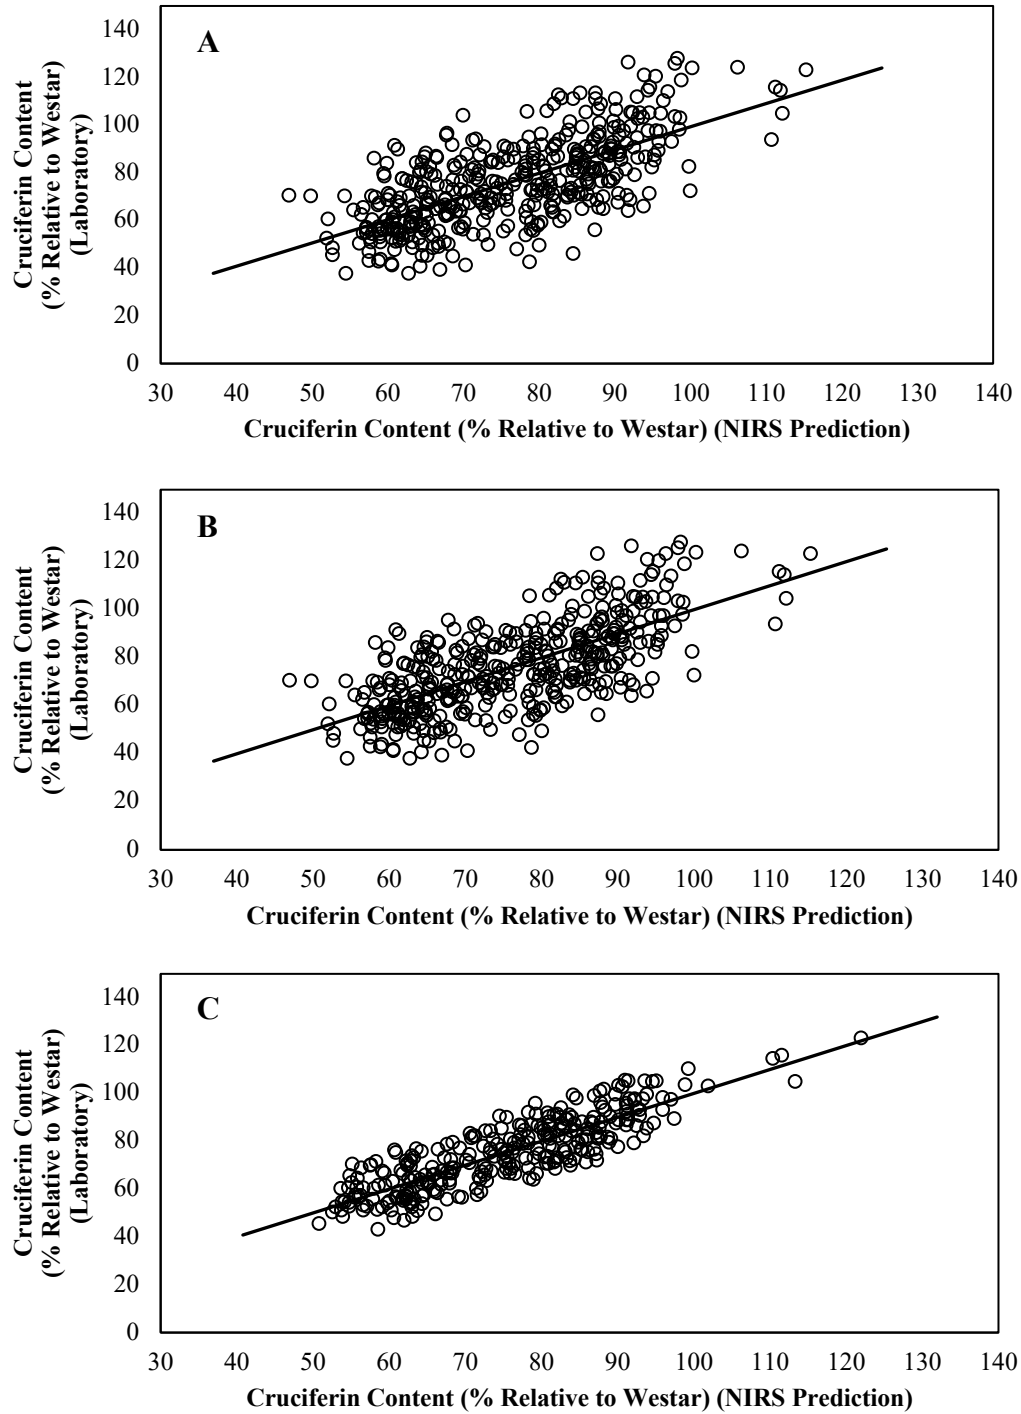 A
140
120
100
80
60
40
20
0
Cruciferin Content
(% Relative to Westar)
(Laboratory)
30 40 50 60 70 80 90 100 110 120 130 140
Cruciferin Content (% Relative to Westar) (NIRS Prediction)
B
140
120
100
80
60
40
20
0
Cruciferin Content
(% Relative to Westar)
(Laboratory)
30 40 50 60 70 80 90 100 110 120 130 140
Cruciferin Content (% Relative to Westar) (NIRS Prediction)
C
140
120
100
80
60
40
20
0
Cruciferin Content
(% Relative to Westar)
(Laboratory)
30 40 50 60 70 80 90 100 110 120 130 140
Cruciferin Content (% Relative to Westar) (NIRS Prediction)